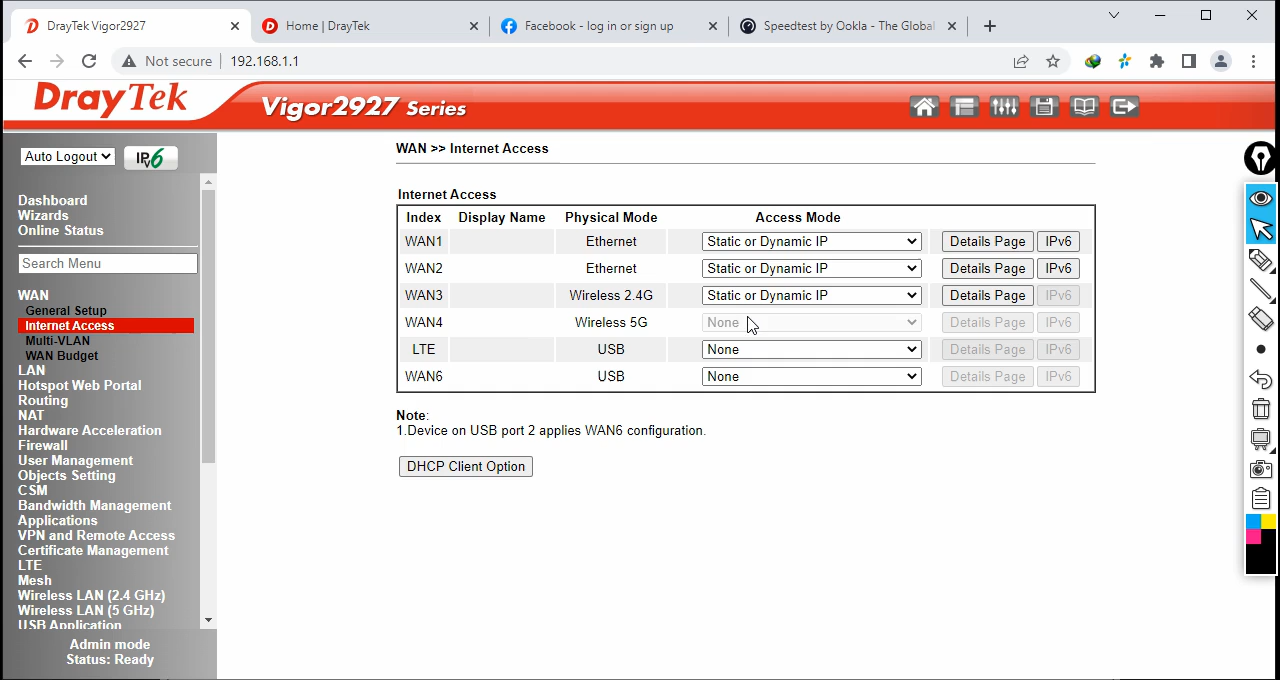 DrayTek Vigor2927
Home | DrayTek
Facebook - log in or sign up
Speedtest by Ookla - The Global
Not secure
192.168.1.1
DrayTek
Vigor2927 Series
Auto Logout
IPv6
Dashboard
Wizards
Online Status
Search Menu
WAN
General Setup
Internet Access
Multi-VLAN
WAN Budget
LAN
Hotspot Web Portal
Routing
NAT
Hardware Acceleration
Firewall
User Management
Objects Setting
CSM
Bandwidth Management
Applications
VPN and Remote Access
Certificate Management
LTE
Mesh
Wireless LAN (2.4 GHz)
Wireless LAN (5 GHz)
USB Application
Admin mode
Status: Ready
WAN >> Internet Access
Internet Access
Index Display Name Physical Mode Access Mode
WAN1 Ethernet Static or Dynamic IP Details Page IPv6
WAN2 Ethernet Static or Dynamic IP Details Page IPv6
WAN3 Wireless 2.4G Static or Dynamic IP Details Page IPv6
WAN4 Wireless 5G None Details Page IPv6
LTE USB None Details Page IPv6
WAN6 USB None Details Page IPv6
Note:
1.Device on USB port 2 applies WAN6 configuration.
DHCP Client Option